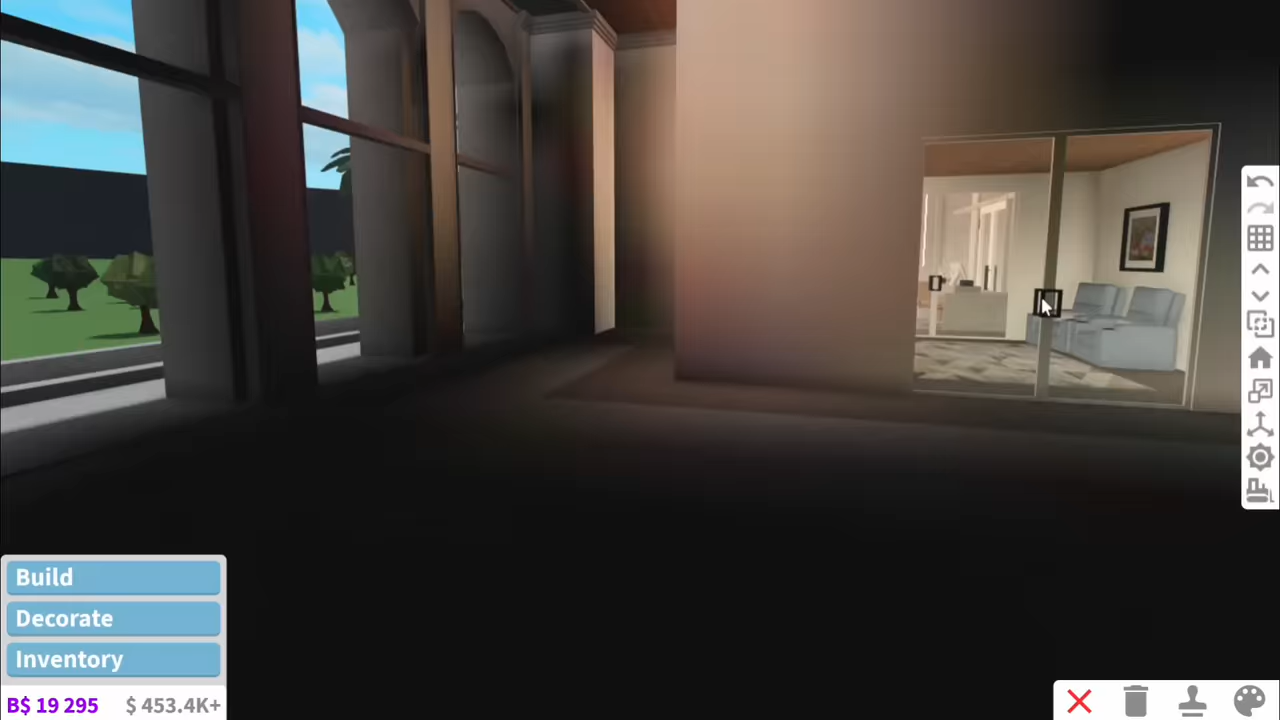 Build
Decorate
Inventory
B$ 19 295 $ 453.4K+